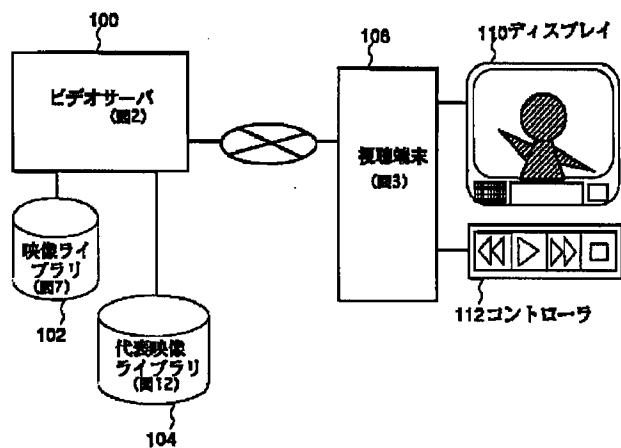 100
ビデオサーバ
(図2)
映像ライ
ブラリ
(図7)
102
代表映像
ライブラリ
(図12)
104
106
視聴端末
(図3)
110ディスプレイ
112コントローラ